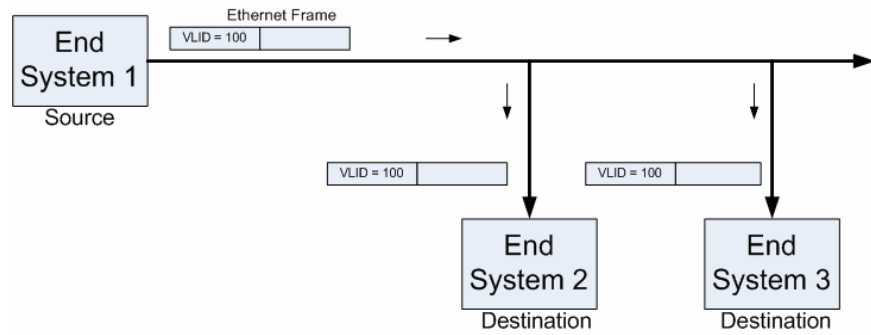 Ethernet Frame
VLID = 100
End
System 1
Source
VLID = 100
VLID = 100
End
System 2
Destination
End
System 3
Destination